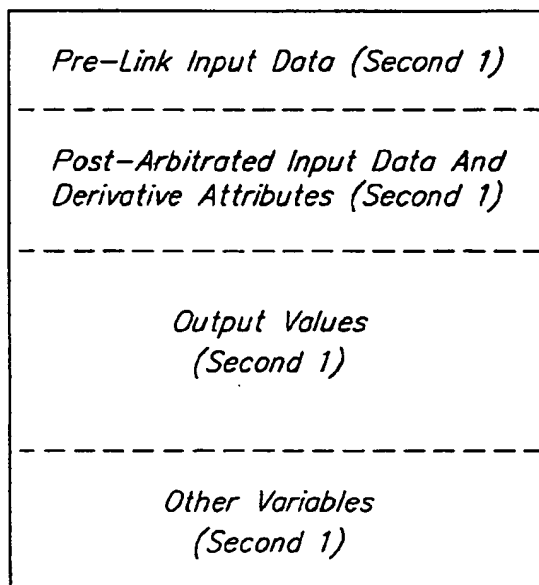 Pre-Link Input Data (Second 1)
Post-Arbitrated Input Data And
Derivative Attributes (Second 1)
Output Values
(Second 1)
Other Variables
(Second 1)